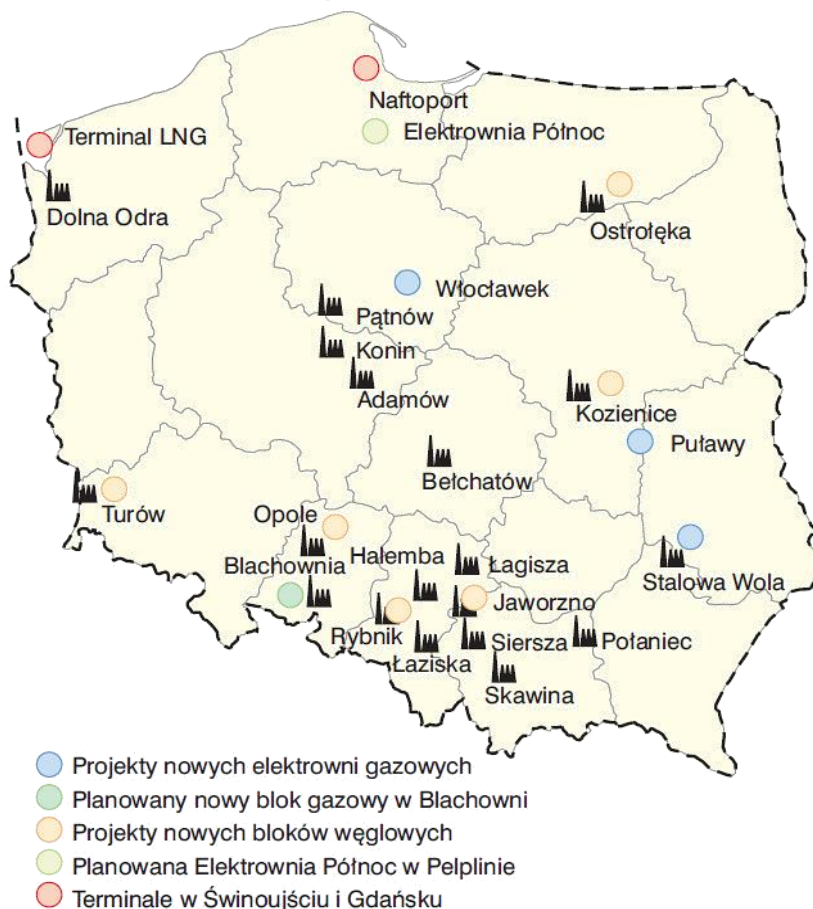 Naftoport
Elektrownia Północ
Terminal LNG
Dolna Odra
Ostrołęka
Włocławek
Pątnów
Konin
Adamów
Kozienice
Puławy
Bełchatów
Turów
Opole
Blachownia
Halemba
Łagisza
Stalowa Wola
Jaworzno
Rybnik
Siersza
Połaniec
Łaziska
Skawina
Projekty nowych elektrowni gazowych
Planowany nowy blok gazowy w Blachowni
Projekty nowych bloków węglowych
Planowana Elektrownia Północ w Pelplinie
Terminale w Świnoujściu i Gdańsku